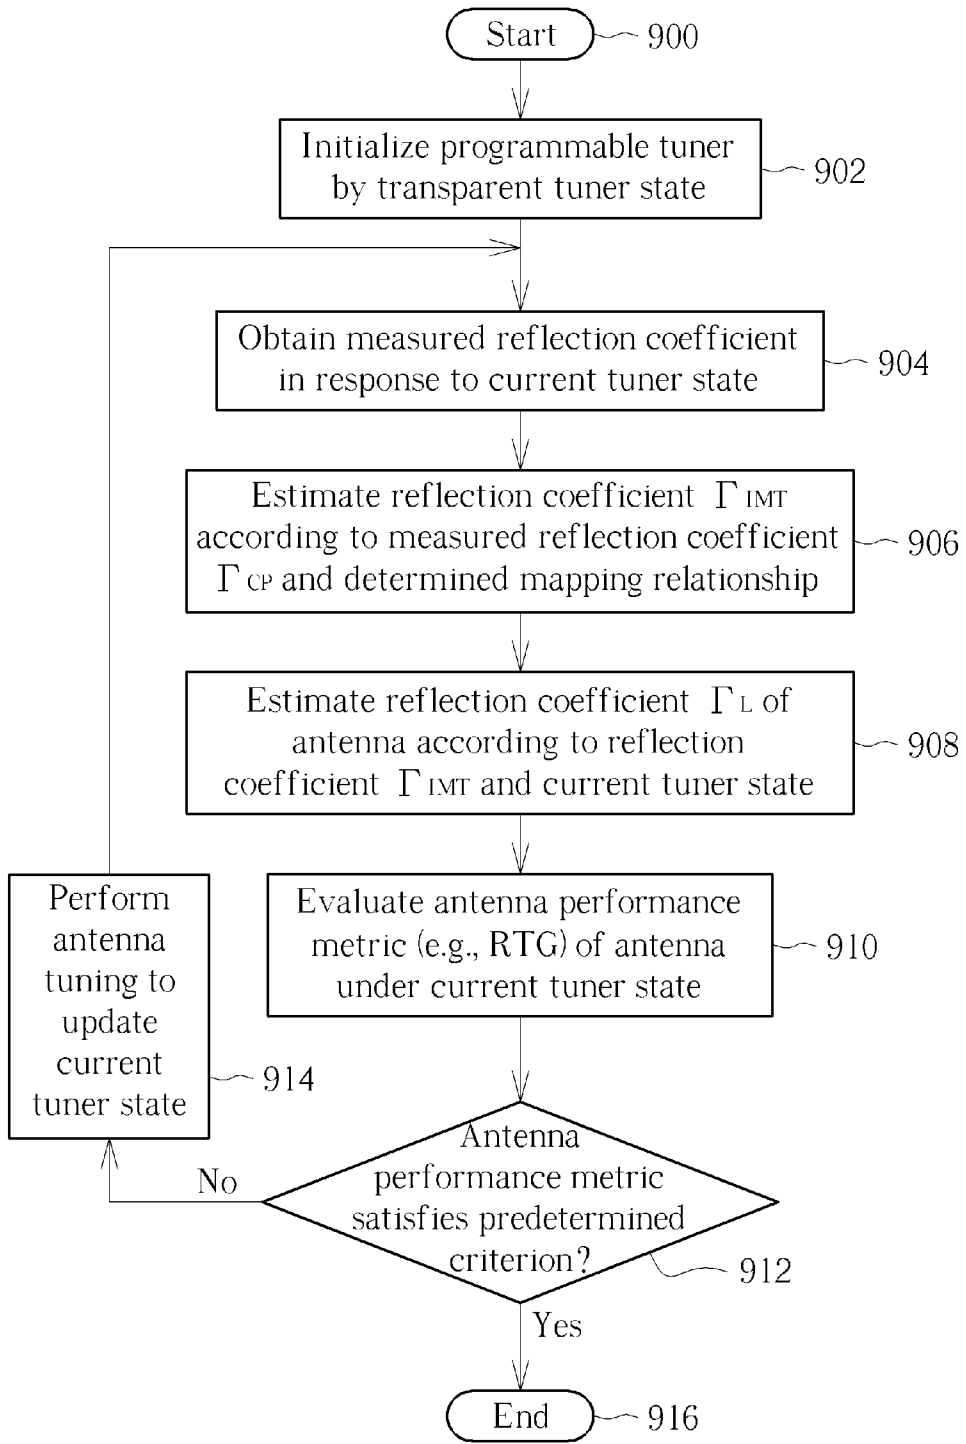 Start
900
Initialize programmable tuner
by transparent tuner state
902
Obtain measured reflection coefficient
in response to current tuner state
904
Estimate reflection coefficient Γ IMT
according to measured reflection coefficient
Γ CP and determined mapping relationship
906
Estimate reflection coefficient Γ L of
antenna according to reflection
coefficient Γ IMT and current tuner state
908
Evaluate antenna performance
metric (e.g., RTG) of antenna
under current tuner state
910
Perform
antenna
tuning to
update
current
tuner state
914
Antenna
performance metric
satisfies predetermined
criterion?
912
No
Yes
End
916